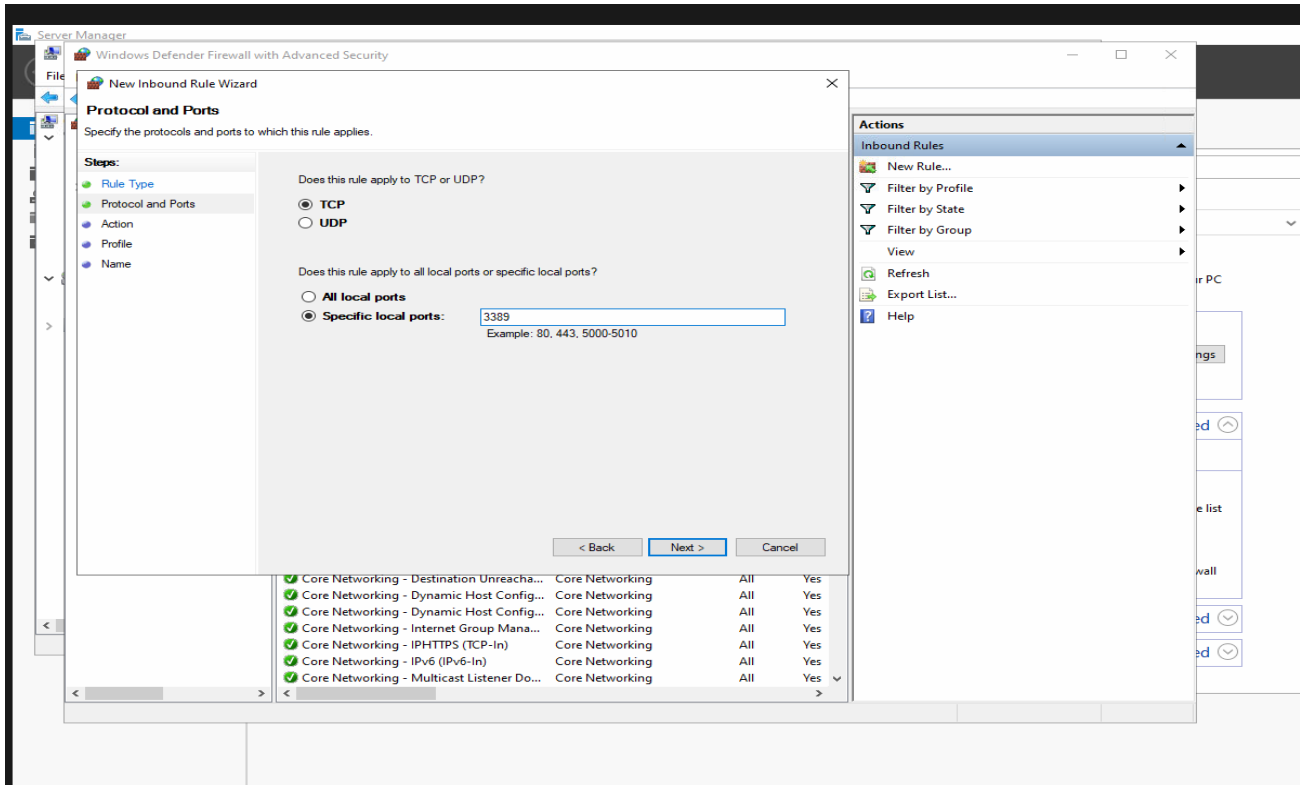 Server Manager
Windows Defender Firewall with Advanced Security
File
New Inbound Rule Wizard
Protocol and Ports
Specify the protocols and ports to which this rule applies.
Steps:
Rule Type
Protocol and Ports
Action
Profile
Name
Does this rule apply to TCP or UDP?
TCP
UDP
Does this rule apply to all local ports or specific local ports?
All local ports
Specific local ports: 3389
Example: 80, 443, 5000-5010
< Back Next > Cancel
Core Networking - Destination Unreacha... Core Networking All Yes
Core Networking - Dynamic Host Config... Core Networking All Yes
Core Networking - Dynamic Host Config... Core Networking All Yes
Core Networking - Internet Group Mana... Core Networking All Yes
Core Networking - IPHTTPS (TCP-In) Core Networking All Yes
Core Networking - IPv6 (IPv6-In) Core Networking All Yes
Core Networking - Multicast Listener Do... Core Networking All Yes
Actions
Inbound Rules
New Rule...
Filter by Profile
Filter by State
Filter by Group
View
Refresh
Export List...
Help
r PC
ngs
ed
e list
wall
ed
ed